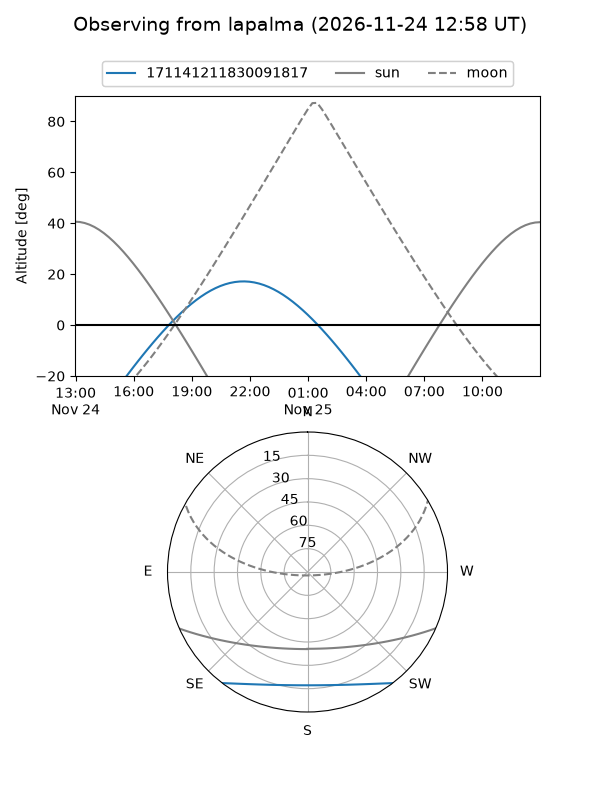 Observing from lapalma (2026-11-24 12:58 UT)
171141211830091817 sun moon
Altitude [deg]
80
60
40
20
0
−20
13:00 16:00 19:00 22:00 01:00 04:00 07:00 10:00
Nov 24 Nov 25
N
NE NW
15
30
45
60
75
E W
SE SW
S